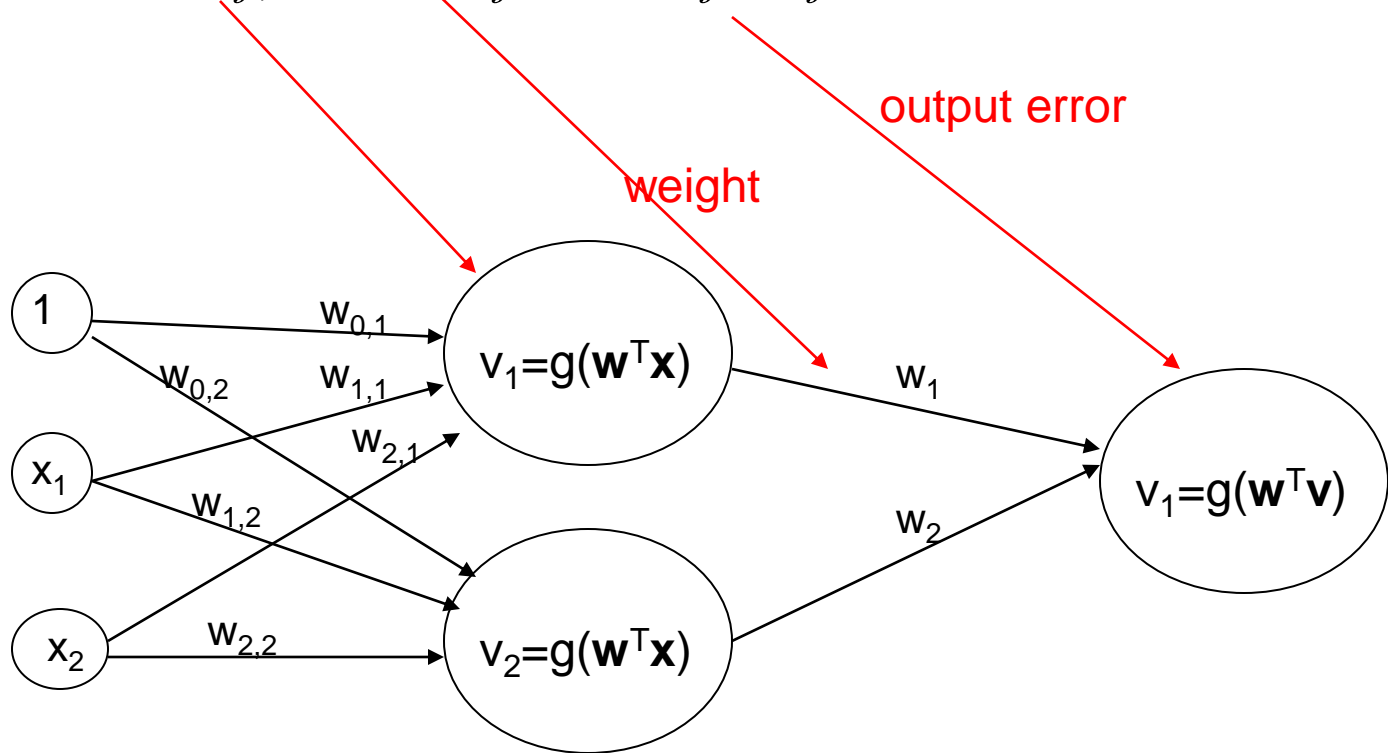 output error
weight
1
w₀,₁
v₁=g(𝐰ᵀ𝐱)
w₀,₂
w₁,₁
w₁
w₂,₁
x₁
v₁=g(𝐰ᵀ𝐯)
w₁,₂
w₂
x₂
w₂,₂
v₂=g(𝐰ᵀ𝐱)